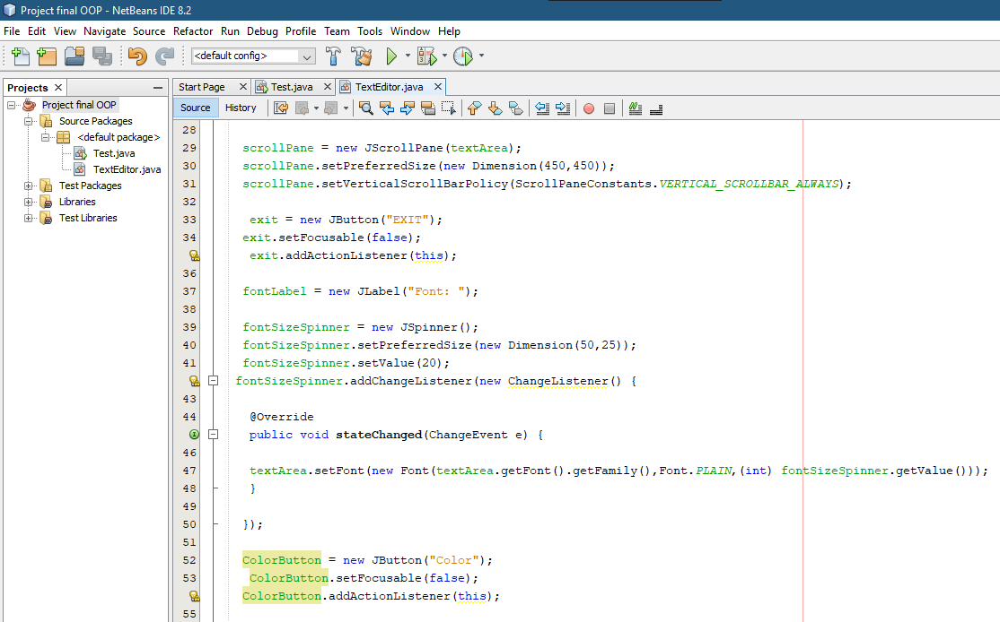 Project final OOP - NetBeans IDE 8.2
File Edit View Navigate Source Refactor Run Debug Profile Team Tools Window Help
<default config>
Projects
Project final OOP
Source Packages
<default package>
Test.java
TextEditor.java
Test Packages
Libraries
Test Libraries
Start Page Test.java TextEditor.java
Source History
28
29 scrollPane = new JScrollPane(textArea);
30 scrollPane.setPreferredSize(new Dimension(450,450));
31 scrollPane.setVerticalScrollBarPolicy(ScrollPaneConstants.VERTICAL_SCROLLBAR_ALWAYS);
32
33 exit = new JButton("EXIT");
34 exit.setFocusable(false);
exit.addActionListener(this);
36
37 fontLabel = new JLabel("Font: ");
38
39 fontSizeSpinner = new JSpinner();
40 fontSizeSpinner.setPreferredSize(new Dimension(50,25));
41 fontSizeSpinner.setValue(20);
fontSizeSpinner.addChangeListener(new ChangeListener() {
43
44 @Override
public void stateChanged(ChangeEvent e) {
46
47 textArea.setFont(new Font(textArea.getFont().getFamily(),Font.PLAIN,(int) fontSizeSpinner.getValue()));
48 }
49
50 });
51
52 ColorButton = new JButton("Color");
53 ColorButton.setFocusable(false);
ColorButton.addActionListener(this);
55